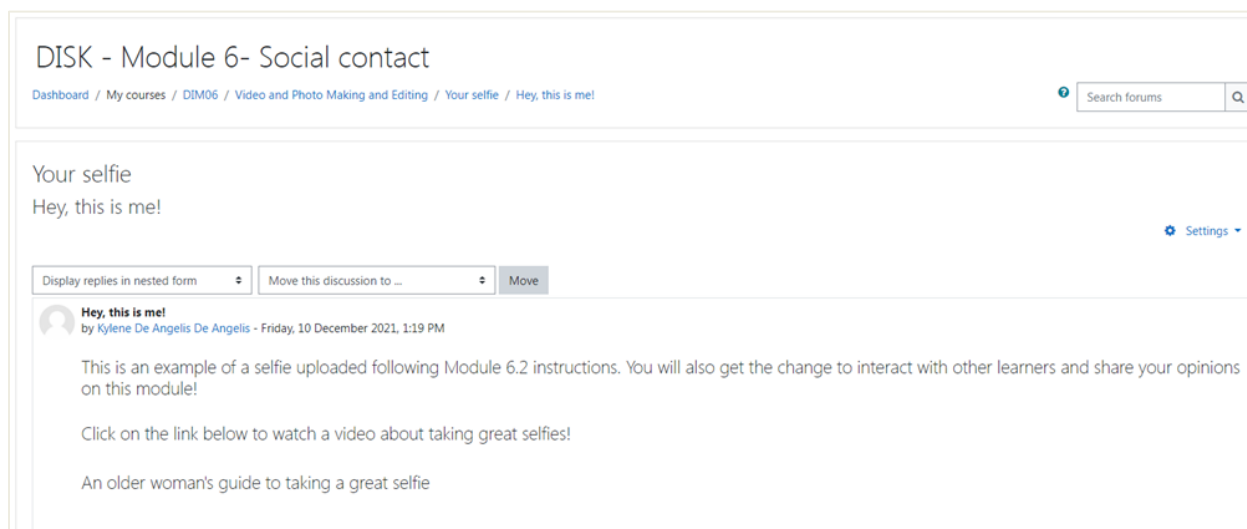 DISK - Module 6- Social contact
Dashboard / My courses / DIM06 / Video and Photo Making and Editing / Your selfie / Hey, this is me!
Search forums
Your selfie
Hey, this is me!
Settings
Display replies in nested form
Move this discussion to ...
Move
Hey, this is me!
by Kylene De Angelis De Angelis - Friday, 10 December 2021, 1:19 PM
This is an example of a selfie uploaded following Module 6.2 instructions. You will also get the change to interact with other learners and share your opinions
on this module!
Click on the link below to watch a video about taking great selfies!
An older woman's guide to taking a great selfie